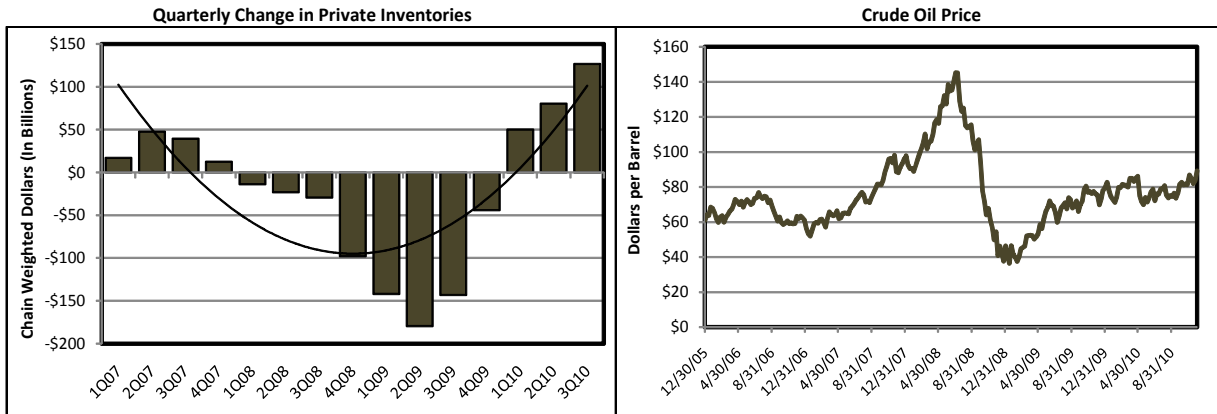 Quarterly Change in Private Inventories
Chain Weighted Dollars (In Billions)
$150
$100
$50
$0
-$50
-$100
-$150
-$200
1Q07
2Q07
3Q07
4Q07
1Q08
2Q08
3Q08
4Q08
1Q09
2Q09
3Q09
4Q09
1Q10
2Q10
3Q10
Crude Oil Price
Dollars per Barrel
$160
$140
$120
$100
$80
$60
$40
$20
$0
12/30/05
4/30/06
8/31/06
12/31/06
4/30/07
8/31/07
12/31/07
4/30/08
8/31/08
12/31/08
4/30/09
8/31/09
12/31/09
4/30/10
8/31/10